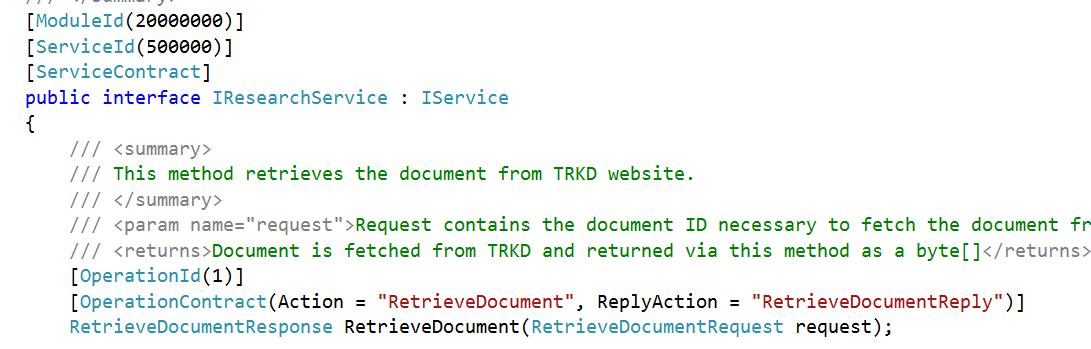 /// </summary>
[ModuleId(20000000)]
[ServiceId(500000)]
[ServiceContract]
public interface IResearchService : IService
{
/// <summary>
/// This method retrieves the document from TRKD website.
/// </summary>
/// <param name="request">Request contains the document ID necessary to fetch the document
/// <returns>Document is fetched from TRKD and returned via this method as a byte[]</returns>
[OperationId(1)]
[OperationContract(Action = "RetrieveDocument", ReplyAction = "RetrieveDocumentReply")]
RetrieveDocumentResponse RetrieveDocument(RetrieveDocumentRequest request);